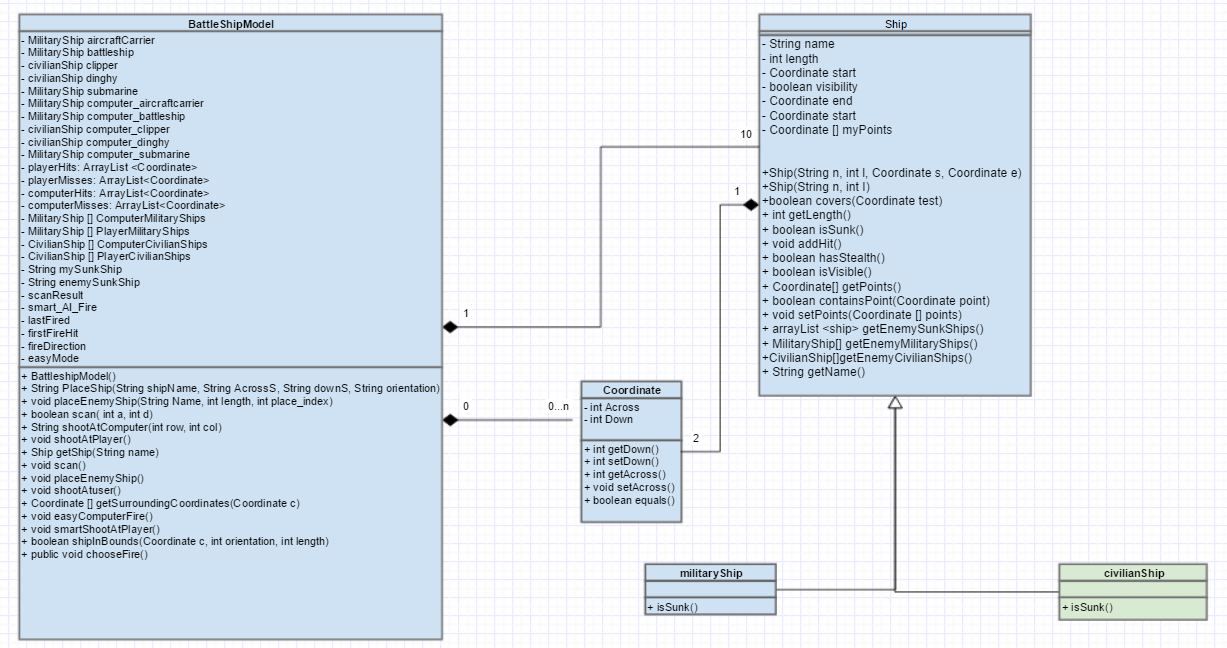 BattleShipModel
- MilitaryShip aircraftCarrier
- MilitaryShip battleship
- civilianShip clipper
- civilianShip dinghy
- MilitaryShip submarine
- MilitaryShip computer_aircraftcarrier
- MilitaryShip computer_battleship
- civilianShip computer_clipper
- civilianShip computer_dinghy
- MilitaryShip computer_submarine
- playerHits: ArrayList <Coordinate>
- playerMisses: ArrayList<Coordinate>
- computerHits: ArrayList<Coordinate>
- computerMisses: ArrayList<Coordinate>
- MilitaryShip [] ComputerMilitaryShips
- MilitaryShip [] PlayerMilitaryShips
- CivilianShip [] ComputerCivilianShips
- CivilianShip [] PlayerCivilianShips
- String mySunkShip
- String enemySunkShip
- scanResult
- smart_AI_Fire
- lastFired
- firstFireHit
- fireDirection
- easyMode
+ BattleshipModel()
+ String PlaceShip(String shipName, String AcrossS, String downS, String orientation)
+ void placeEnemyShip(String Name, int length, int place_index)
+ boolean scan( int a, int d)
+ String shootAtComputer(int row, int col)
+ void shootAtPlayer()
+ Ship getShip(String name)
+ void scan()
+ void placeEnemyShip()
+ void shootAtuser()
+ Coordinate [] getSurroundingCoordinates(Coordinate c)
+ void easyComputerFire()
+ void smartShootAtPlayer()
+ boolean shipInBounds(Coordinate c, int orientation, int length)
+ public void chooseFire()
1
10
0
0...n
1
2
Coordinate
- int Across
- int Down
+ int getDown()
+ int setDown()
+ int getAcross()
+ void setAcross()
+ boolean equals()
Ship
- String name
- int length
- Coordinate start
- boolean visibility
- Coordinate end
- Coordinate start
- Coordinate [] myPoints
+Ship(String n, int l, Coordinate s, Coordinate e)
+Ship(String n, int l)
+boolean covers(Coordinate test)
+ int getLength()
+ boolean isSunk()
+ void addHit()
+ boolean hasStealth()
+ boolean isVisible()
+ Coordinate[] getPoints()
+ boolean containsPoint(Coordinate point)
+ void setPoints(Coordinate [] points)
+ arrayList <ship> getEnemySunkShips()
+ MilitaryShip[] getEnemyMilitaryShips()
+CivilianShip[]getEnemyCivilianShips()
+ String getName()
militaryShip
+ isSunk()
civilianShip
+ isSunk()